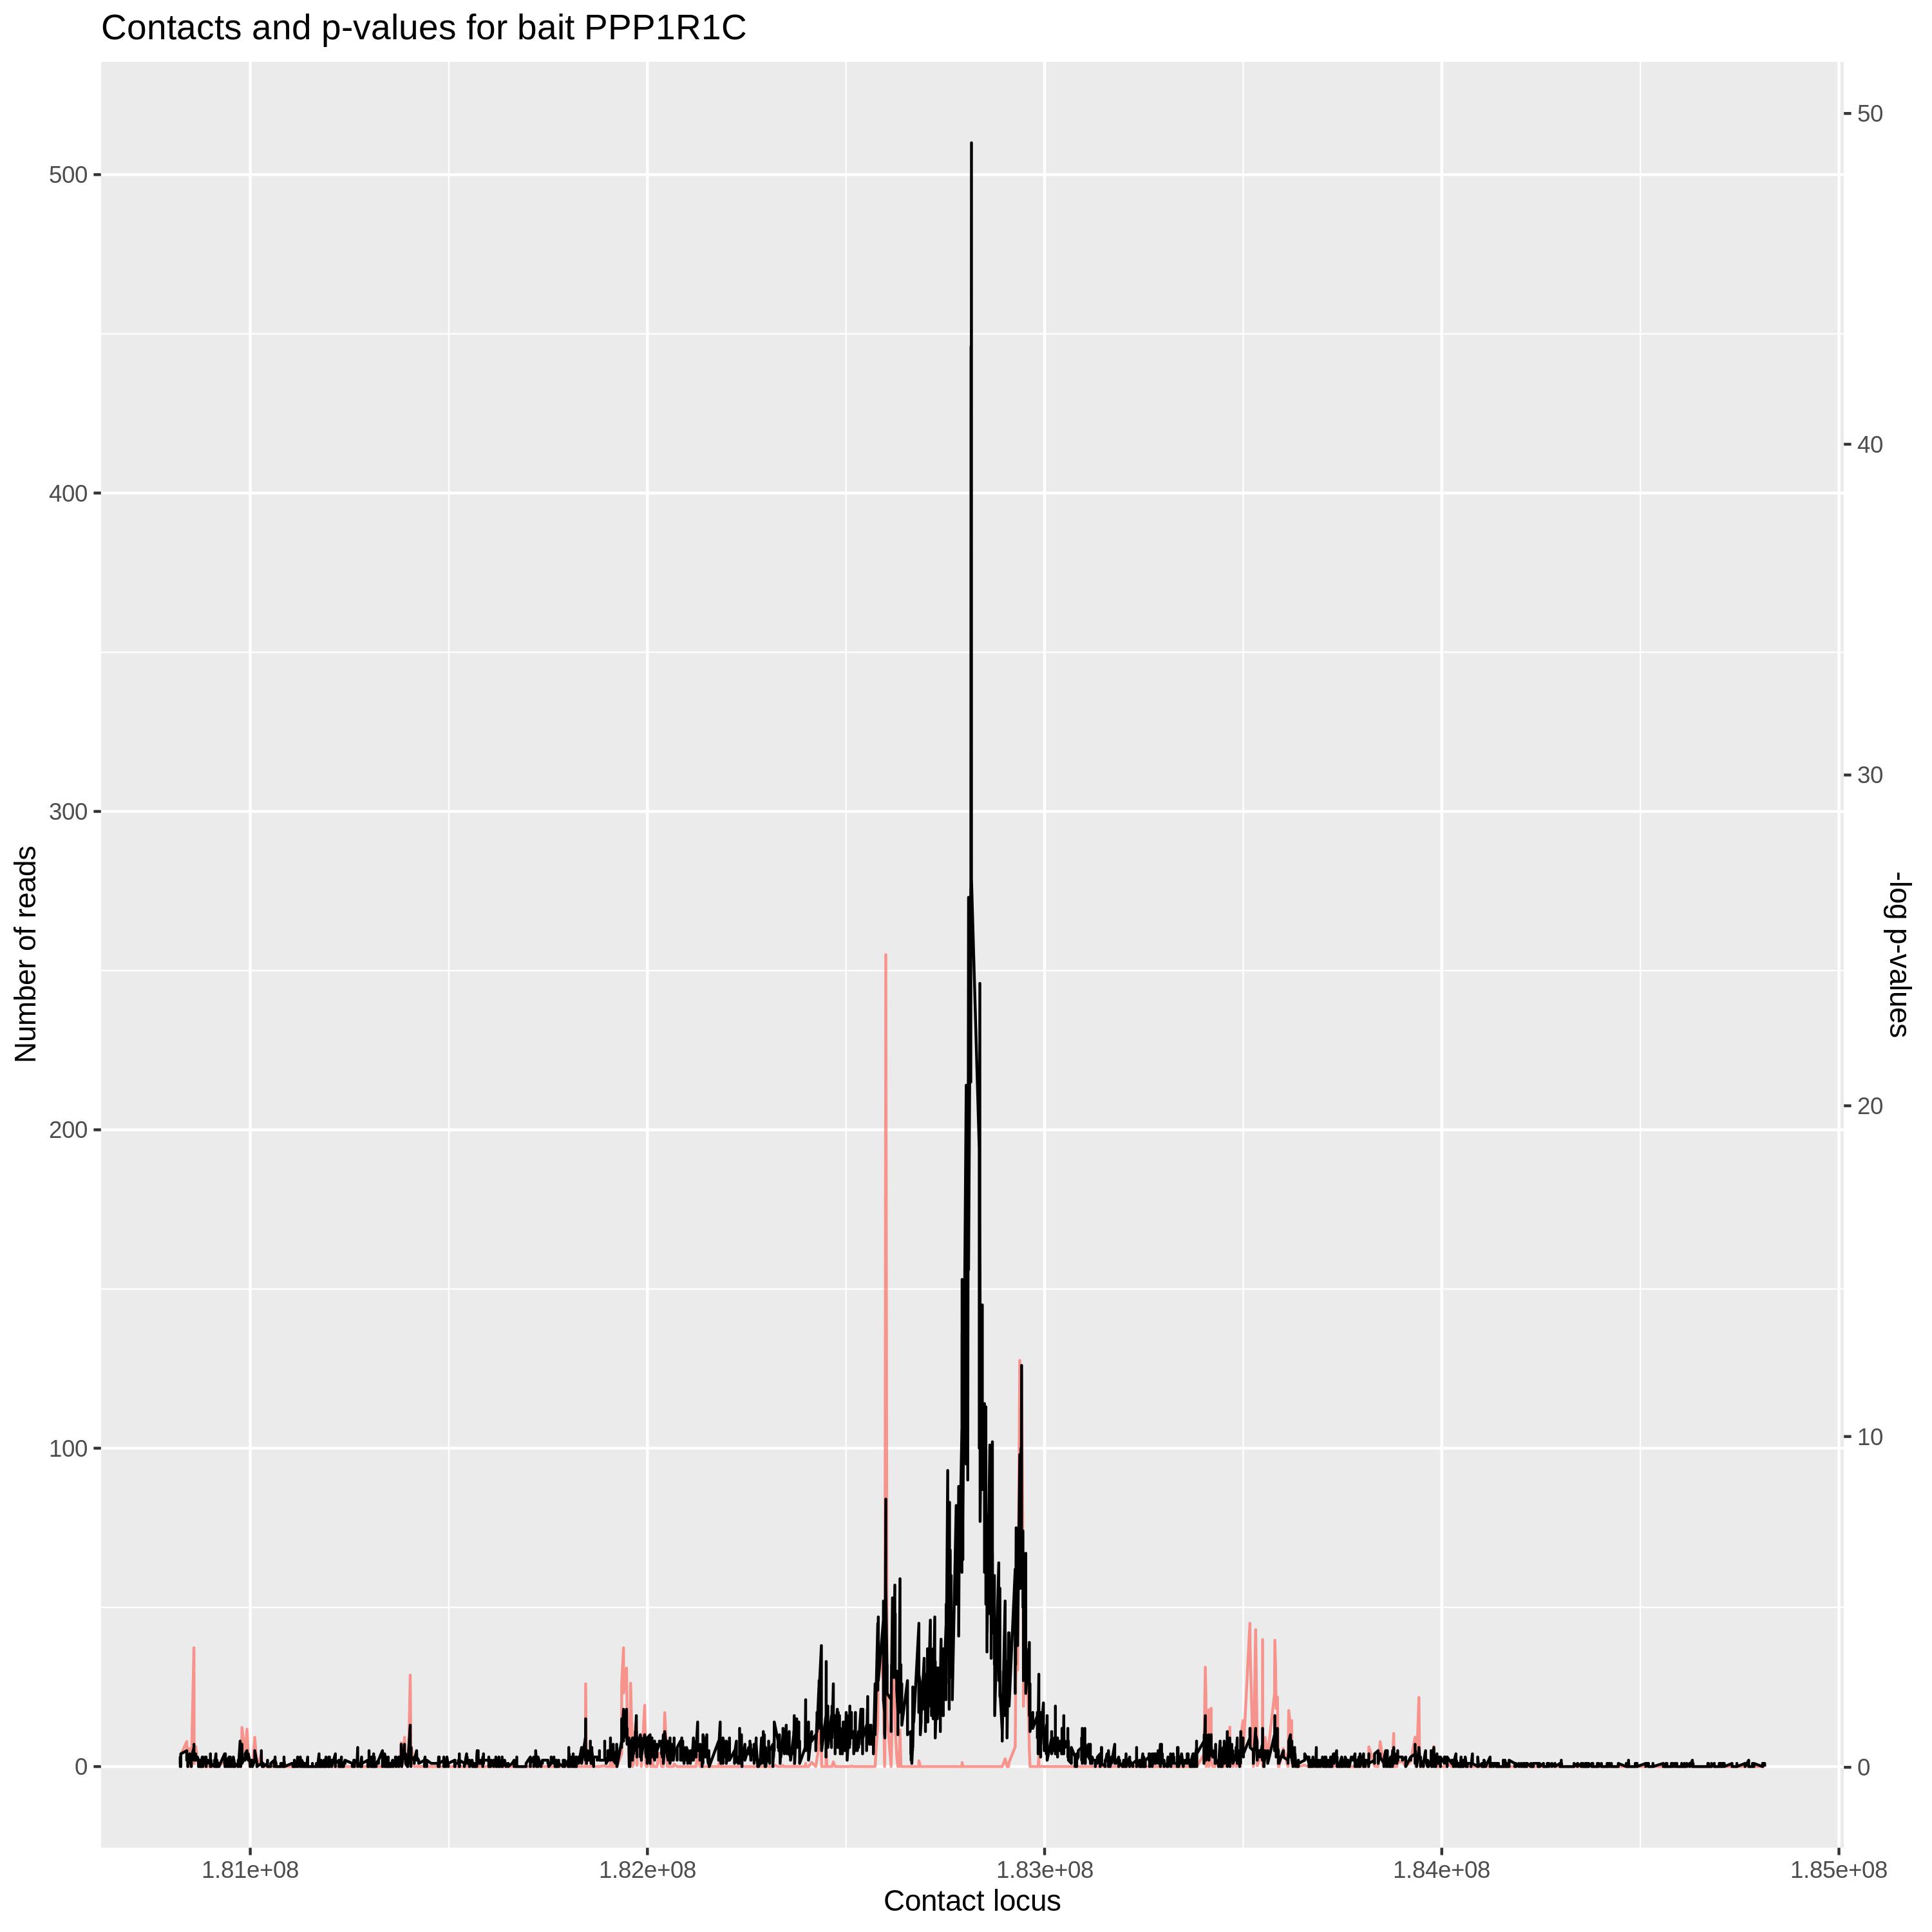 Contacts and p-values for bait PPP1R1C
500
400
300
200
100
0
50
40
30
20
10
0
Number of reads
-log p-values
1.81e+08
1.82e+08
1.83e+08
1.84e+08
1.85e+08
Contact locus